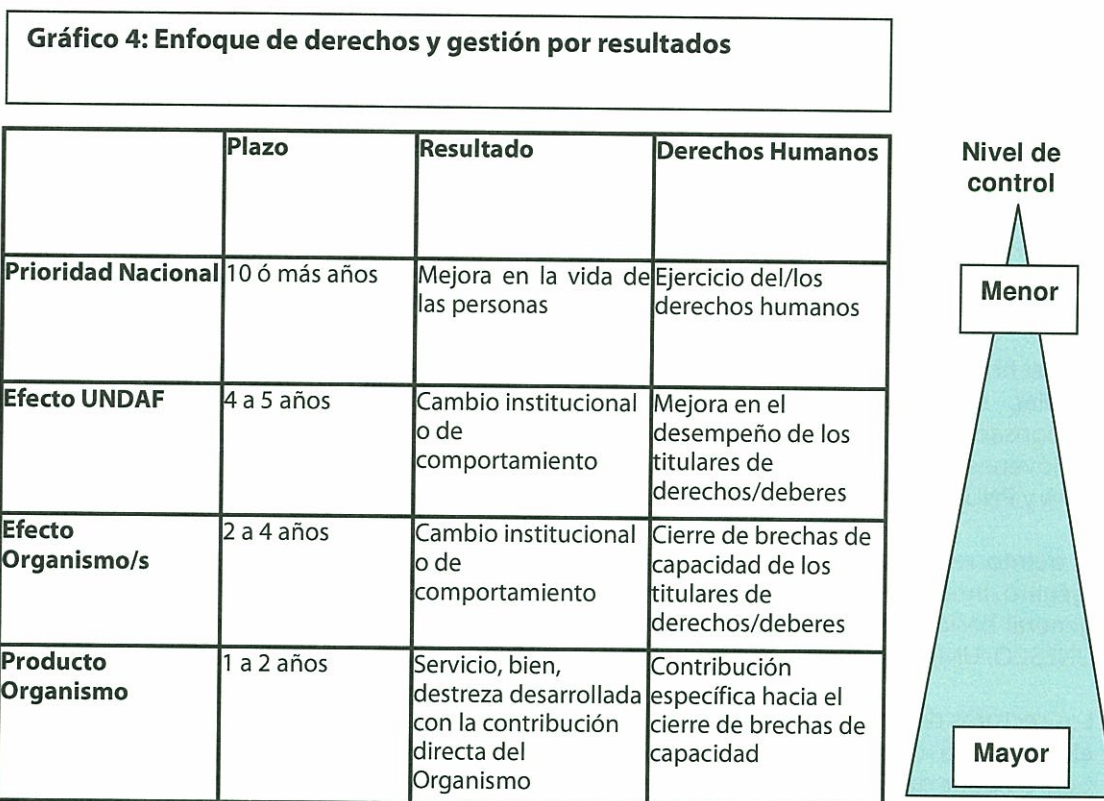 Gráfico 4: Enfoque de derechos y gestión por resultados
Plazo
Resultado
Derechos Humanos
Prioridad Nacional
10 ó más años
Mejora en la vida de
las personas
Ejercicio del/los
derechos humanos
Efecto UNDAF
4 a 5 años
Cambio institucional
o de
comportamiento
Mejora en el
desempeño de los
titulares de
derechos/deberes
Efecto
Organismo/s
2 a 4 años
Cambio institucional
o de
comportamiento
Cierre de brechas de
capacidad de los
titulares de
derechos/deberes
Producto
Organismo
1 a 2 años
Servicio, bien,
destreza desarrollada
con la contribución
directa del
Organismo
Contribución
específica hacia el
cierre de brechas de
capacidad
Nivel de
control
Menor
Mayor